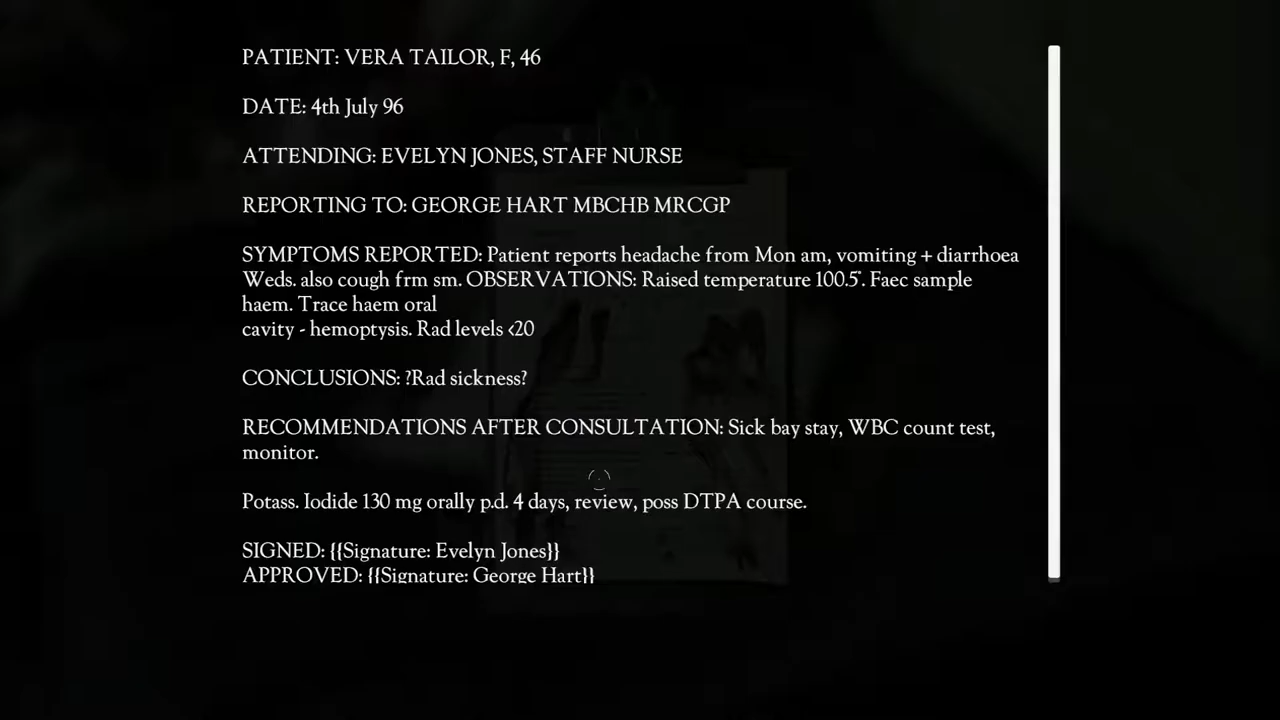 PATIENT: VERA TAILOR, F, 46
DATE: 4th July 96
ATTENDING: EVELYN JONES, STAFF NURSE
REPORTING TO: GEORGE HART MBCHB MRCGP
SYMPTOMS REPORTED: Patient reports headache from Mon am, vomiting + diarrhoea
Weds. also cough frm sm. OBSERVATIONS: Raised temperature 100.5°. Faec sample
haem. Trace haem oral
cavity - hemoptysis. Rad levels <20
CONCLUSIONS: ?Rad sickness?
RECOMMENDATIONS AFTER CONSULTATION: Sick bay stay, WBC count test,
monitor.
Potass. Iodide 130 mg orally p.d. 4 days, review, poss DTPA course.
SIGNED: {{Signature: Evelyn Jones}}
APPROVED: {{Signature: George Hart}}